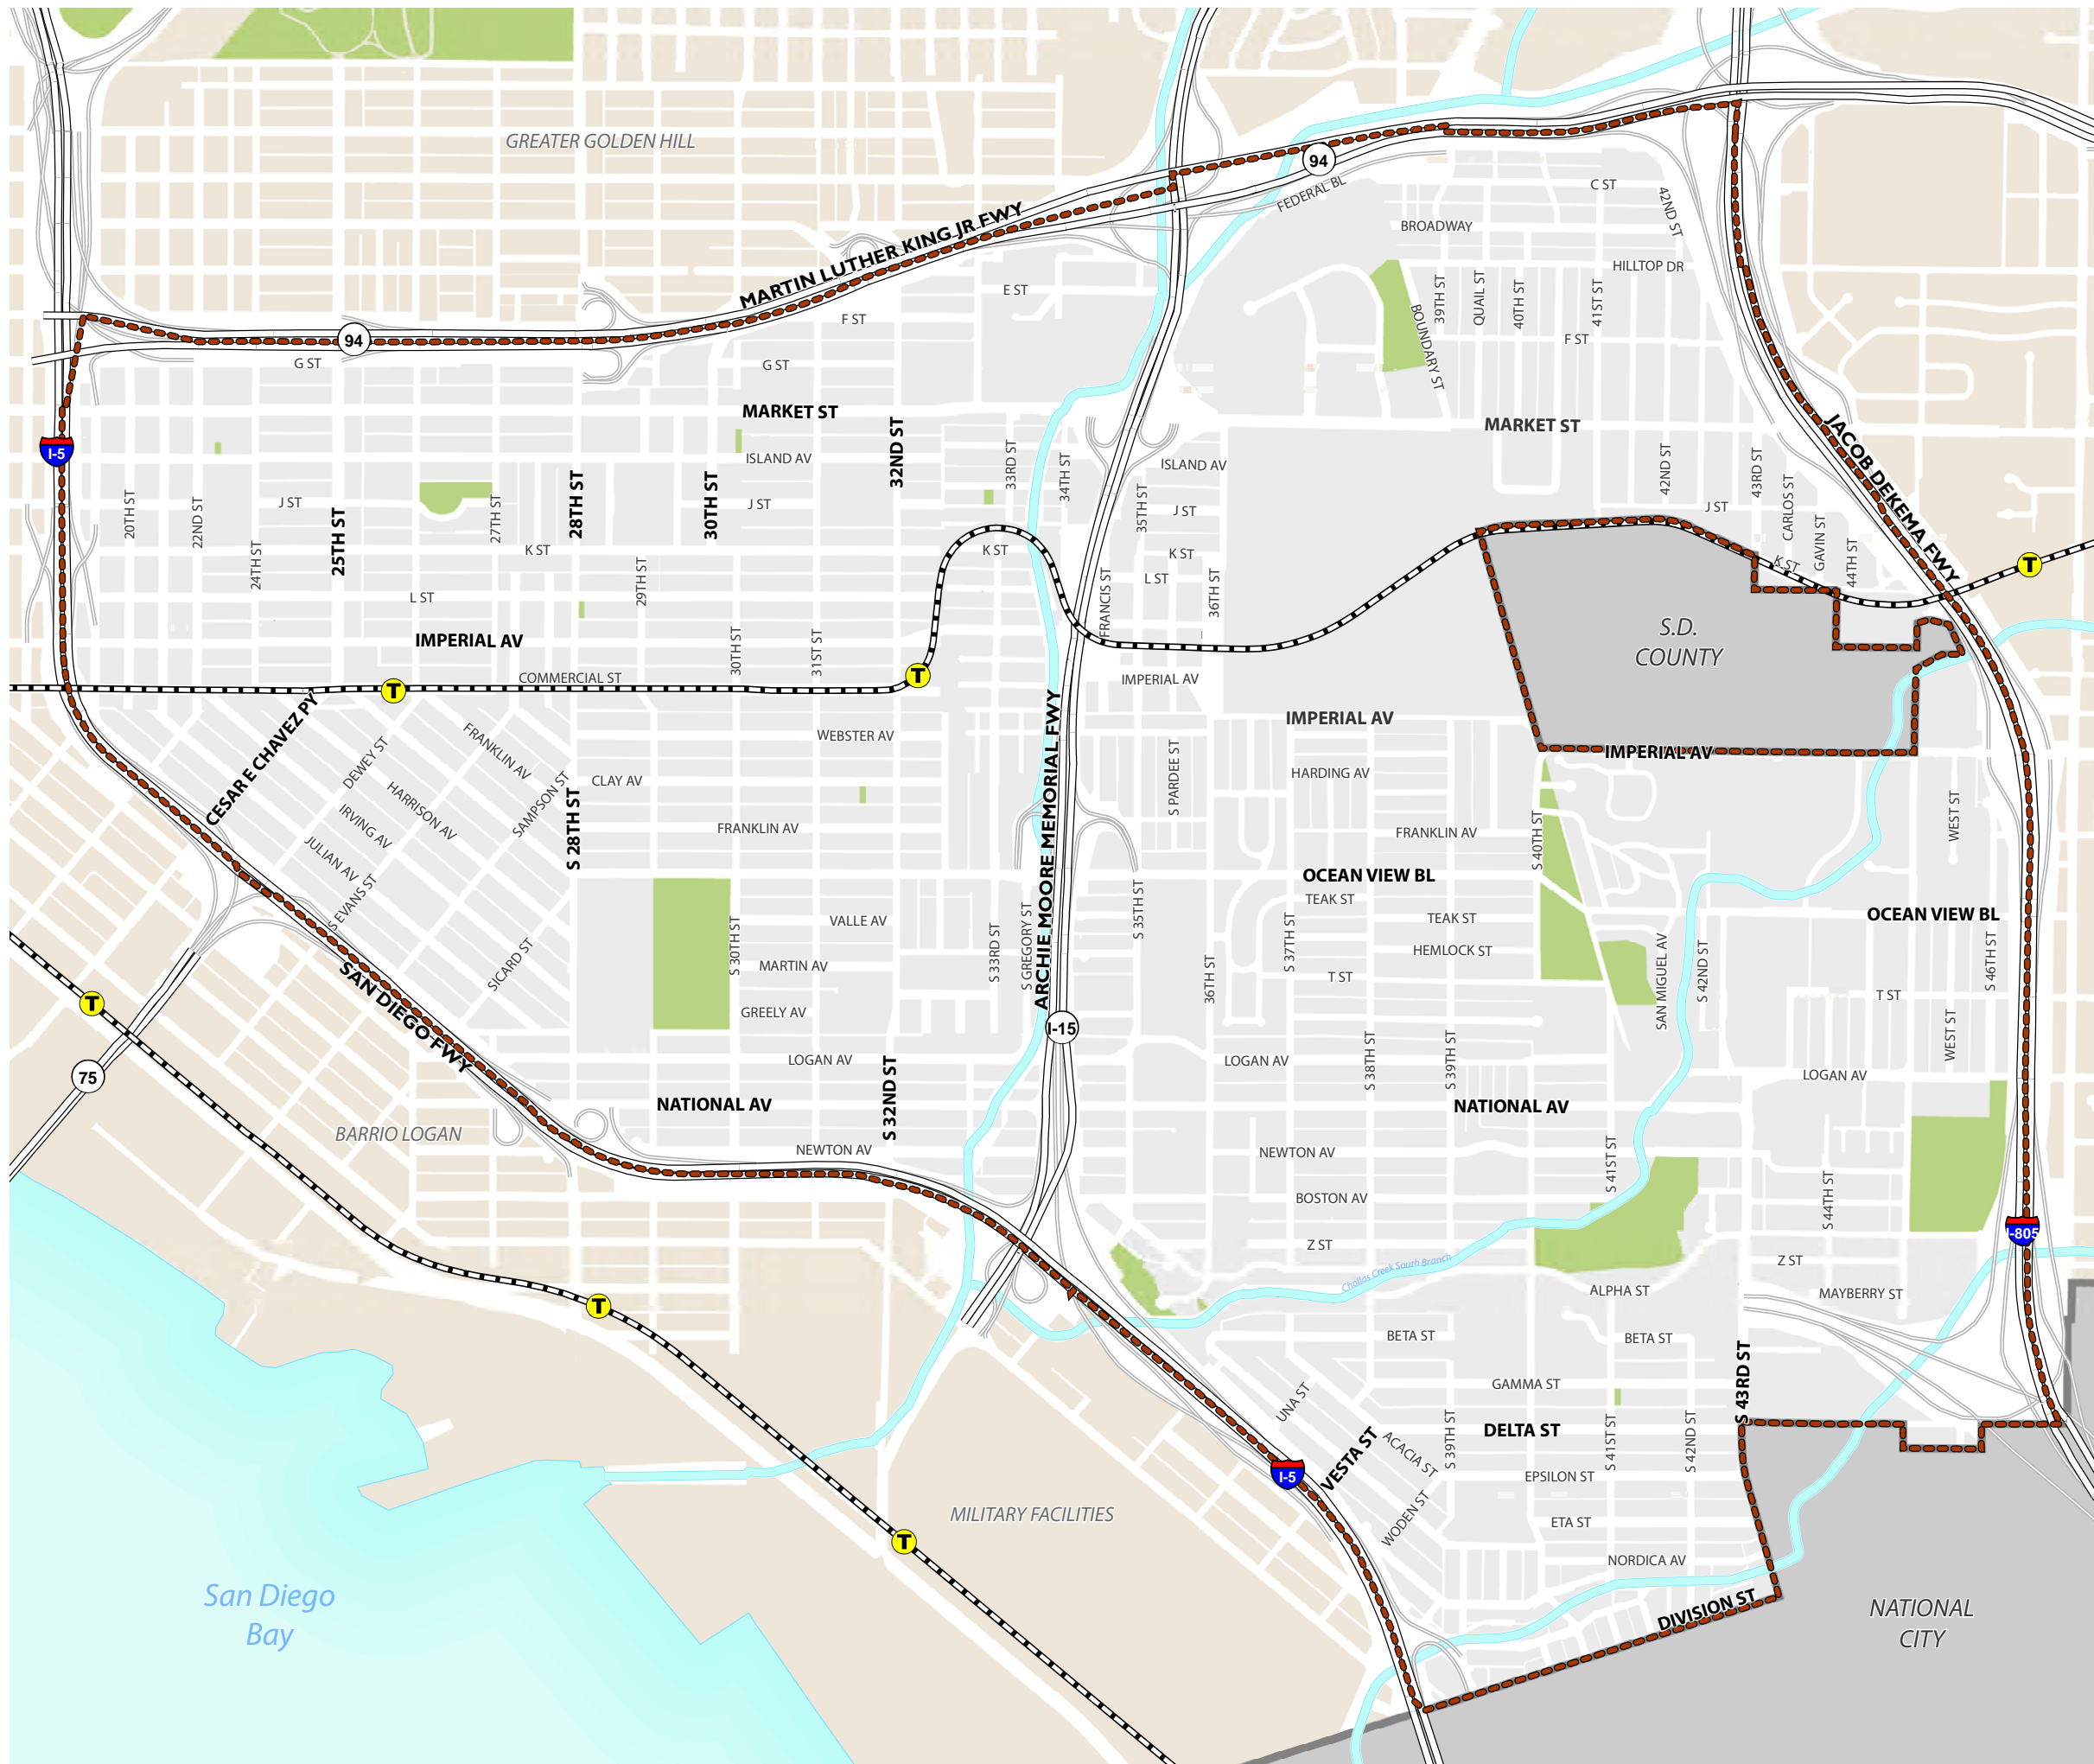 GREATER GOLDEN HILL
94
FEDERAL BL
C ST
42ND ST
BROADWAY
MARTIN LUTHER KING JR FWY
HILLTOP DR
E ST
39TH ST
QUAIL ST
40TH ST
41ST ST
F ST
BOUNDARY ST
94
F ST
G ST
G ST
MARKET ST
MARKET ST
JACOB DEKEMA FWY
I-5
32ND ST
ISLAND AV
33RD ST
34TH ST
ISLAND AV
42ND ST
43RD ST
20TH ST
22ND ST
J ST
25TH ST
27TH ST
28TH ST
30TH ST
J ST
35TH ST
J ST
J ST
CARLOS ST
GAVIN ST
44TH ST
24TH ST
K ST
29TH ST
K ST
K ST
K ST
T
L ST
L ST
FRANCIS ST
36TH ST
IMPERIAL AV
30TH ST
31ST ST
S.D.
COUNTY
COMMERCIAL ST
T
T
IMPERIAL AV
CESAR E CHAVEZ PY
IMPERIAL AV
IMPERIAL AV
WEBSTER AV
DEWEY ST
FRANKLIN AV
CLAY AV
HARDING AV
S PARDEE ST
HARRISON AV
SAMPSON ST
S 28TH ST
IRVING AV
FRANKLIN AV
FRANKLIN AV
S 40TH ST
WEST ST
JULIAN AV
ARCHIE MOORE MEMORIAL FWY
OCEAN VIEW BL
S EVANS ST
TEAK ST
TEAK ST
OCEAN VIEW BL
VALLE AV
S 35TH ST
S 30TH ST
S 33RD ST
S GREGORY ST
S 37TH ST
HEMLOCK ST
SICARD ST
MARTIN AV
36TH ST
T ST
SAN MIGUEL AV
S 42ND ST
S 46TH ST
T
SAN DIEGO FWY
GREELY AV
I-15
T ST
WEST ST
LOGAN AV
LOGAN AV
S 38TH ST
S 39TH ST
LOGAN AV
75
S 32ND ST
NATIONAL AV
NATIONAL AV
BARRIO LOGAN
NEWTON AV
NEWTON AV
S 41ST ST
BOSTON AV
S 44TH ST
I-805
Z ST
Z ST
Chollas Creek South Branch
ALPHA ST
MAYBERRY ST
T
BETA ST
BETA ST
S 43RD ST
GAMMA ST
UNA ST
DELTA ST
VESTA ST
ACACIA ST
S 39TH ST
S 41ST ST
S 42ND ST
I-5
EPSILON ST
MILITARY FACILITIES
WODEN ST
ETA ST
T
NORDICA AV
San Diego
Bay
DIVISION ST
NATIONAL
CITY